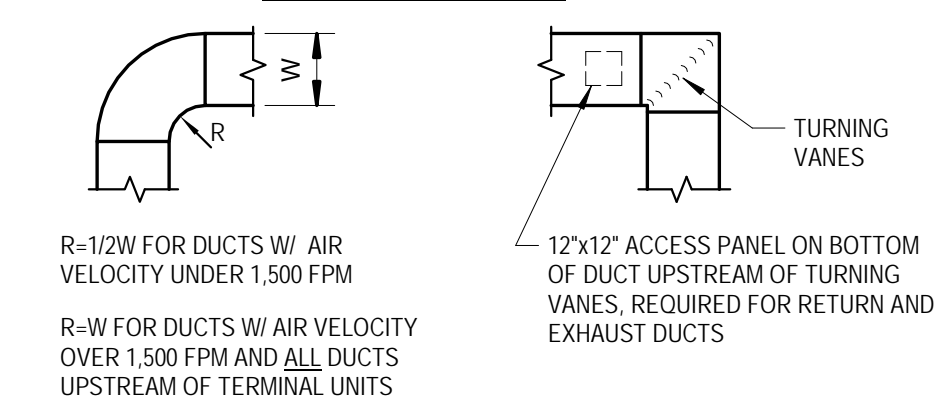 W
R
TURNING
VANES
R=1/2W FOR DUCTS W/ AIR
VELOCITY UNDER 1,500 FPM
R=W FOR DUCTS W/ AIR VELOCITY
OVER 1,500 FPM AND ALL DUCTS
UPSTREAM OF TERMINAL UNITS
12"x12" ACCESS PANEL ON BOTTOM
OF DUCT UPSTREAM OF TURNING
VANES, REQUIRED FOR RETURN AND
EXHAUST DUCTS